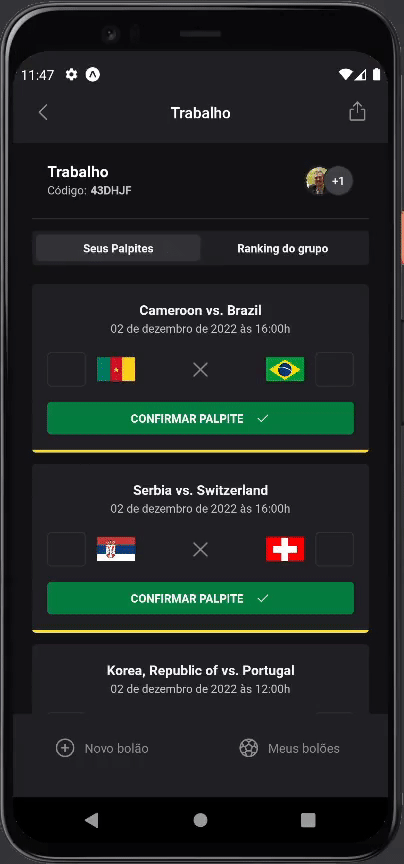 11:47
Trabalho
Trabalho
Código: 43DHJF
+1
Seus Palpites
Ranking do grupo
Cameroon vs. Brazil
02 de dezembro de 2022 às 16:00h
CONFIRMAR PALPITE
Serbia vs. Switzerland
02 de dezembro de 2022 às 16:00h
CONFIRMAR PALPITE
Korea, Republic of vs. Portugal
02 de dezembro de 2022 às 12:00h
Novo bolão
Meus bolões